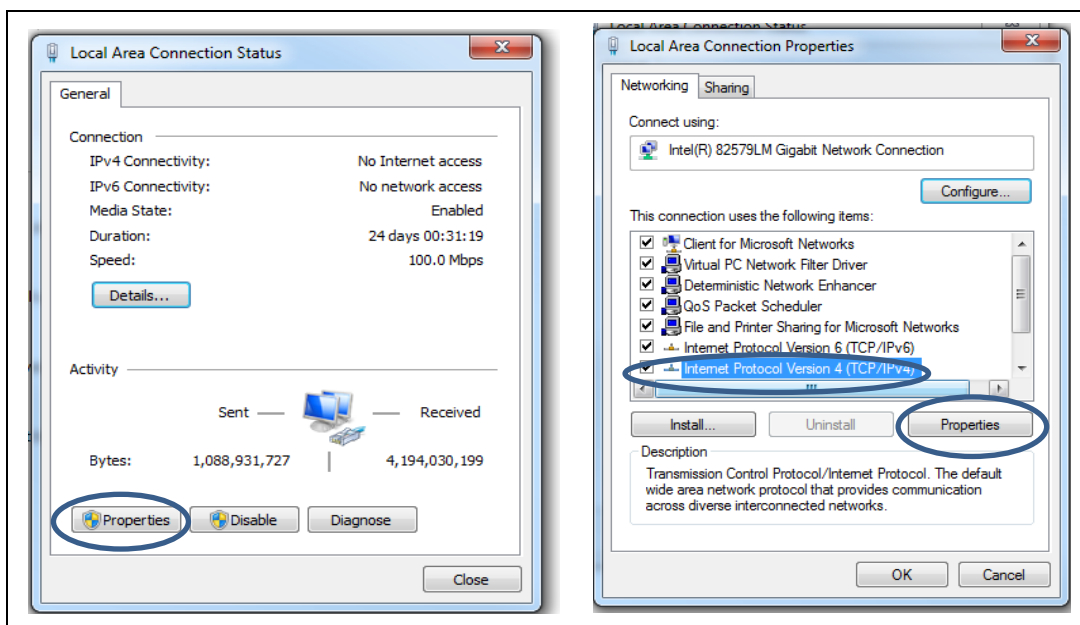 Local Area Connection Status
General
Connection
IPv4 Connectivity: No Internet access
IPv6 Connectivity: No network access
Media State: Enabled
Duration: 24 days 00:31:19
Speed: 100.0 Mbps
Details...
Activity
Sent Received
Bytes: 1,088,931,727 4,194,030,199
Properties Disable Diagnose
Close
Local Area Connection Status
Local Area Connection Properties
Networking Sharing
Connect using:
Intel(R) 82579LM Gigabit Network Connection
Configure...
This connection uses the following items:
Client for Microsoft Networks
Virtual PC Network Filter Driver
Deterministic Network Enhancer
QoS Packet Scheduler
File and Printer Sharing for Microsoft Networks
Internet Protocol Version 6 (TCP/IPv6)
Internet Protocol Version 4 (TCP/IPv4)
Install... Uninstall Properties
Description
Transmission Control Protocol/Internet Protocol. The default
wide area network protocol that provides communication
across diverse interconnected networks.
OK Cancel